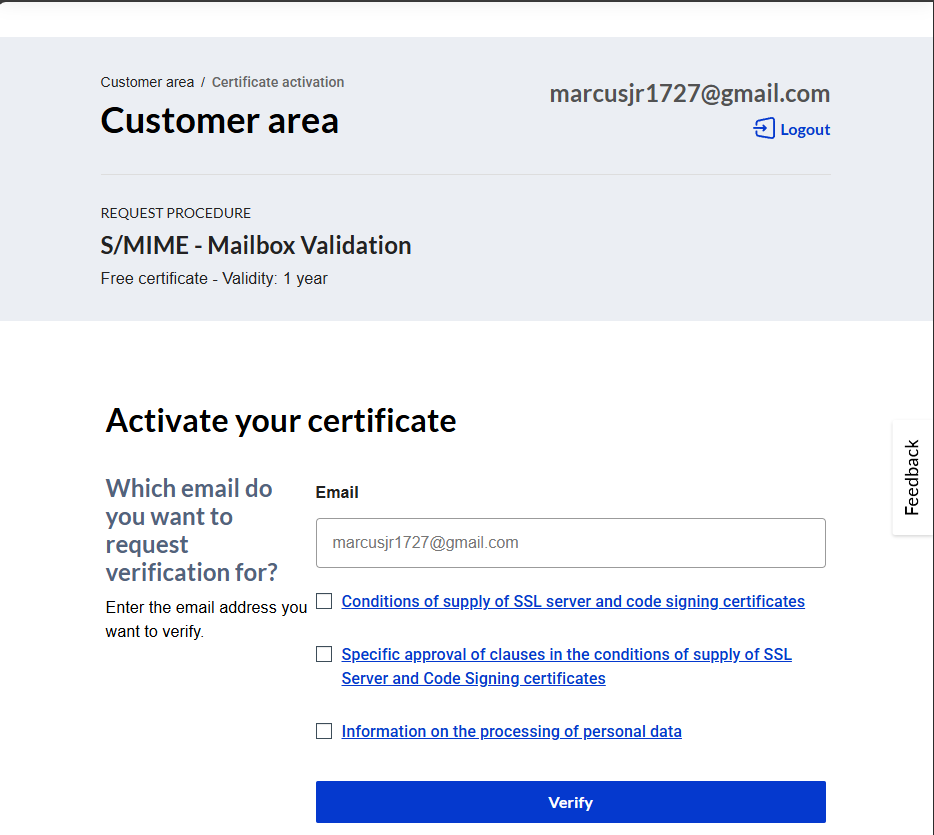 Customer area / Certificate activation
Customer area
marcusjr1727@gmail.com
Logout
REQUEST PROCEDURE
S/MIME - Mailbox Validation
Free certificate - Validity: 1 year
Activate your certificate
Which email do
you want to
request
verification for?
Enter the email address you
want to verify.
Email
marcusjr1727@gmail.com
Conditions of supply of SSL server and code signing certificates
Specific approval of clauses in the conditions of supply of SSL
Server and Code Signing certificates
Information on the processing of personal data
Verify
Feedback